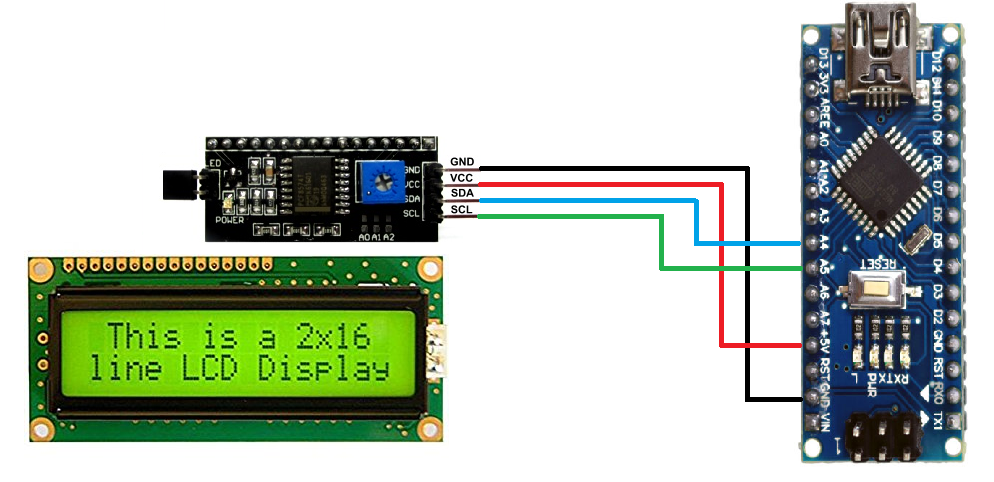 GND
VCC
SDA
SCL
ED
POWER
GND
VCC
SDA
SCL
A0 A1 A2
This is a 2x16
line LCD Display
D13
3V3
AREF
A0
A1
A2
A3
A4
A5
A6
A7
+5V
RST
GND
VIN
D12
D11
D10
D9
D8
D7
D6
D5
D4
D3
D2
GND
RST
RX0
TX1
RESET
L
PWR
RXTX
1